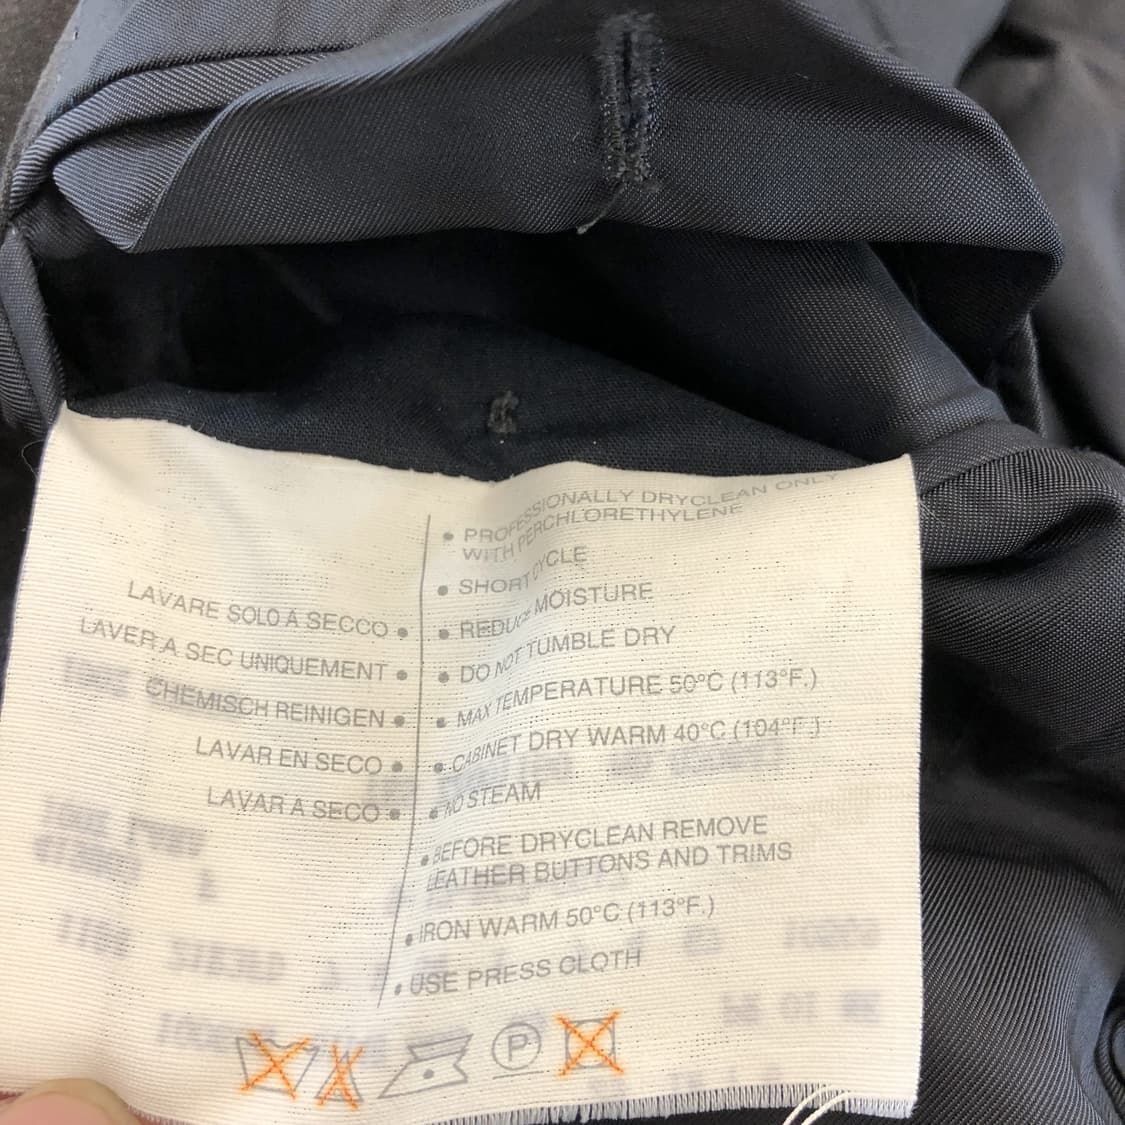 LAVARE SOLO A SECCO •
LAVER A SEC UNIQUEMENT •
CHEMISCH REINIGEN •
LAVAR EN SECO •
LAVAR A SECO •
• PROFESSIONALLY DRYCLEAN ONLY
WITH PERCHLORETHYLENE
• SHORT CYCLE
• REDUCE MOISTURE
• DO NOT TUMBLE DRY
• MAX TEMPERATURE 50°C (113°F.)
• CABINET DRY WARM 40°C (104°F.)
• NO STEAM
• BEFORE DRYCLEAN REMOVE
LEATHER BUTTONS AND TRIMS
• IRON WARM 50°C (113°F.)
• USE PRESS CLOTH
P